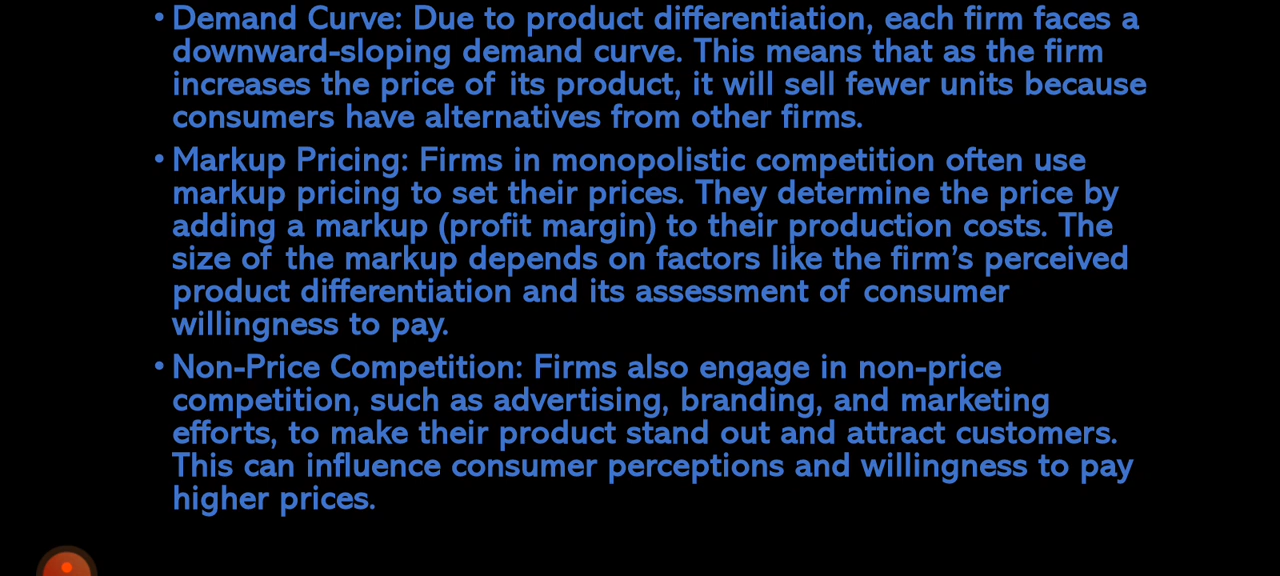 • Demand Curve: Due to product differentiation, each firm faces a
downward-sloping demand curve. This means that as the firm
increases the price of its product, it will sell fewer units because
consumers have alternatives from other firms.
• Markup Pricing: Firms in monopolistic competition often use
markup pricing to set their prices. They determine the price by
adding a markup (profit margin) to their production costs. The
size of the markup depends on factors like the firm’s perceived
product differentiation and its assessment of consumer
willingness to pay.
• Non-Price Competition: Firms also engage in non-price
competition, such as advertising, branding, and marketing
efforts, to make their product stand out and attract customers.
This can influence consumer perceptions and willingness to pay
higher prices.